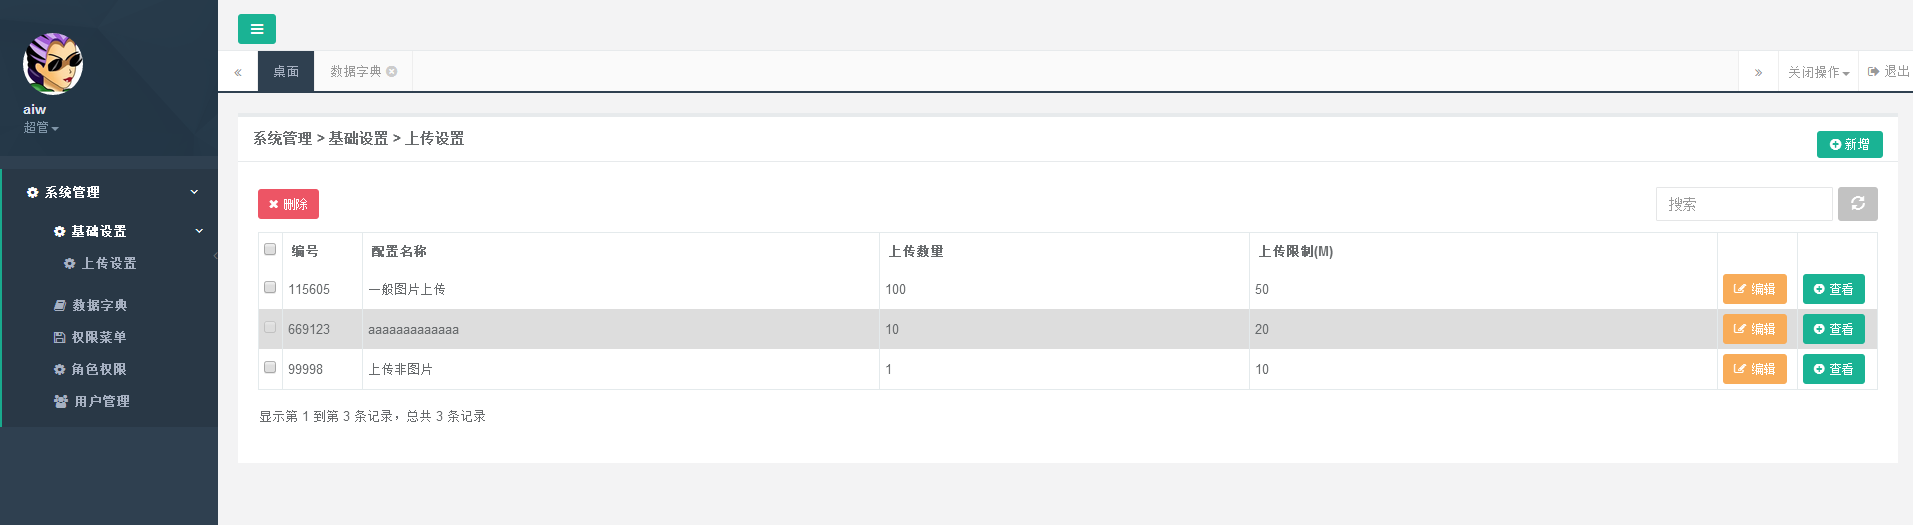 aiw
超管
系统管理
基础设置
上传设置
数据字典
权限菜单
角色权限
用户管理
桌面
数据字典
关闭操作
退出
系统管理 > 基础设置 > 上传设置
新增
删除
搜索
编号 配置名称 上传数量 上传限制(M)
115605 一般图片上传 100 50 编辑 查看
669123 aaaaaaaaaaaaa 10 20 编辑 查看
99998 上传非图片 1 10 编辑 查看
显示第 1 到第 3 条记录，总共 3 条记录